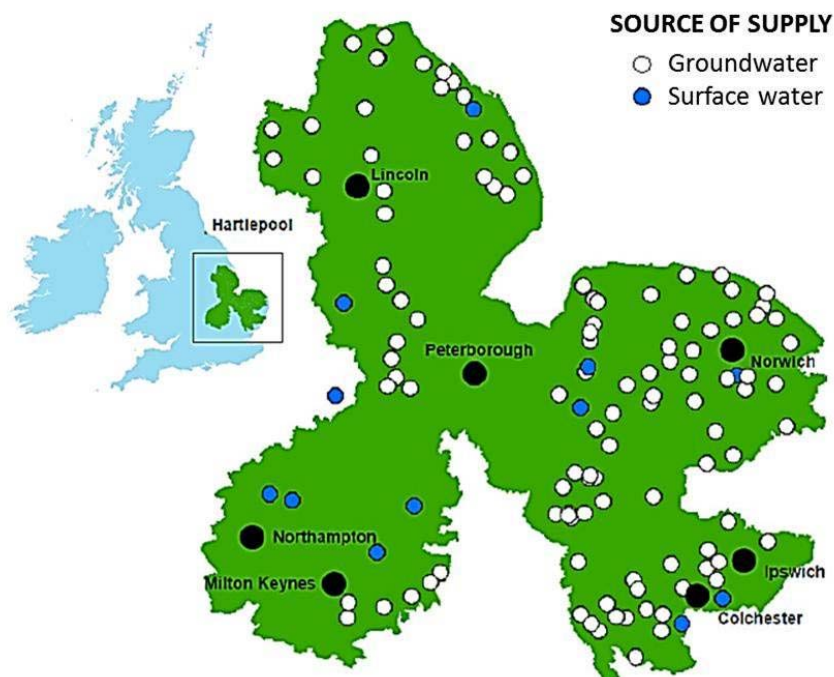 SOURCE OF SUPPLY
Groundwater
Surface water
Lincoln
Hartlepool
Peterborough
Norwich
Northampton
Milton Keynes
Ipswich
Colchester